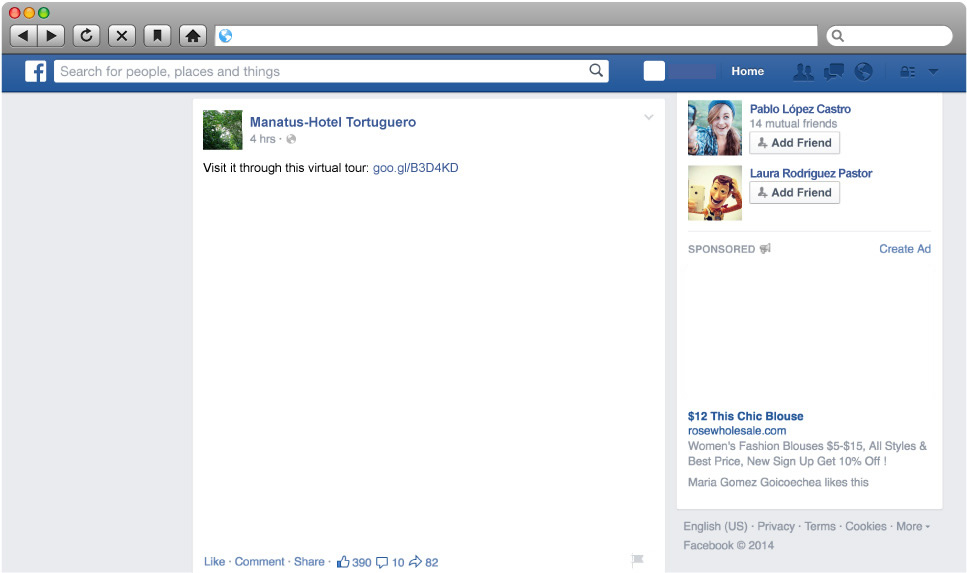 f Search for people, places and things
Home
Manatus-Hotel Tortuguero
4 hrs ·
Visit it through this virtual tour: goo.gl/B3D4KD
Like · Comment · Share · 390 10 82
Pablo López Castro
14 mutual friends
Add Friend
Laura Rodríguez Pastor
Add Friend
SPONSORED Create Ad
$12 This Chic Blouse
rosewholesale.com
Women's Fashion Blouses $5-$15, All Styles &
Best Price, New Sign Up Get 10% Off !
Maria Gomez Goicoechea likes this
English (US) · Privacy · Terms · Cookies · More
Facebook © 2014